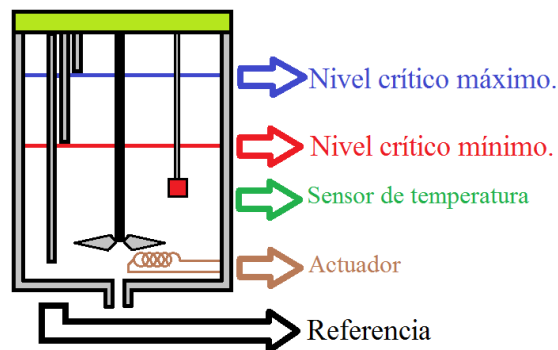 Nivel crítico máximo.
Nivel crítico mínimo.
Sensor de temperatura
Actuador
Referencia